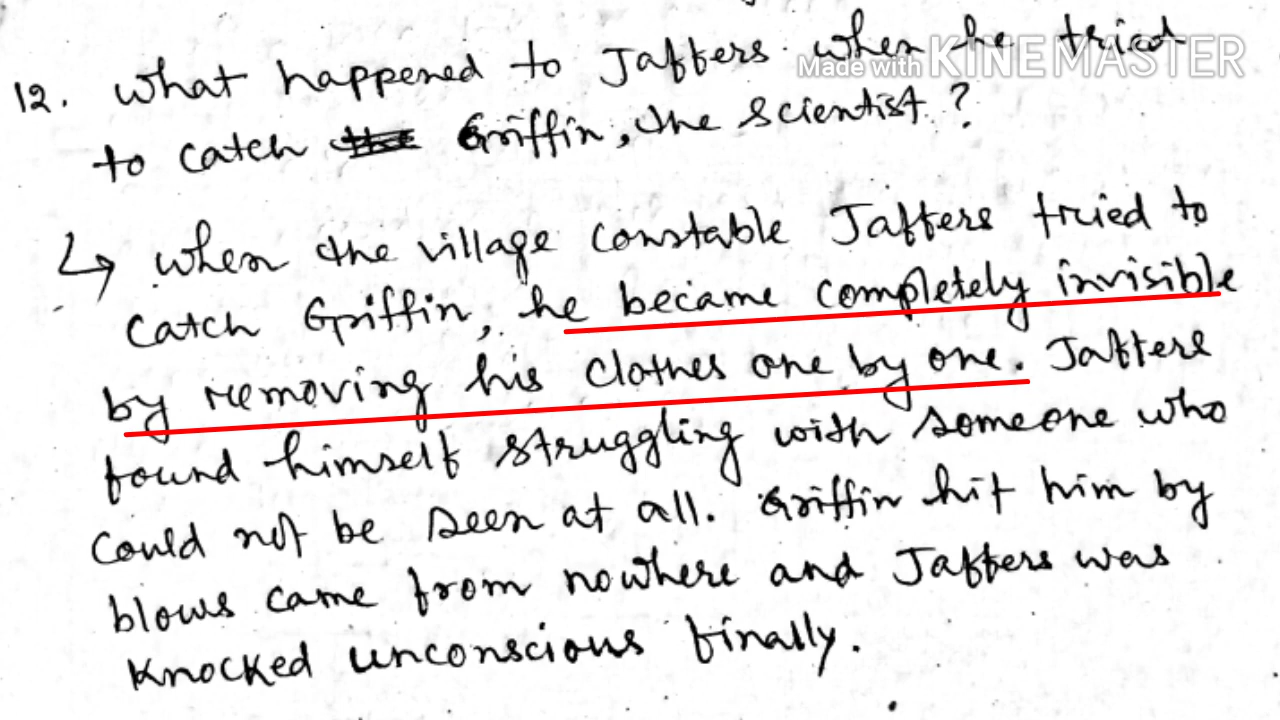 12. What happened to Jaffers when he tried
Made with KINEMASTER
to catch Griffin, the scientist?
↳ When the village constable Jaffers tried to
catch Griffin, he became completely invisible
by removing his clothes one by one. Jaffers
found himself struggling with someone who
could not be seen at all. Griffin hit him by
blows came from nowhere and Jaffers was
knocked unconscious finally.